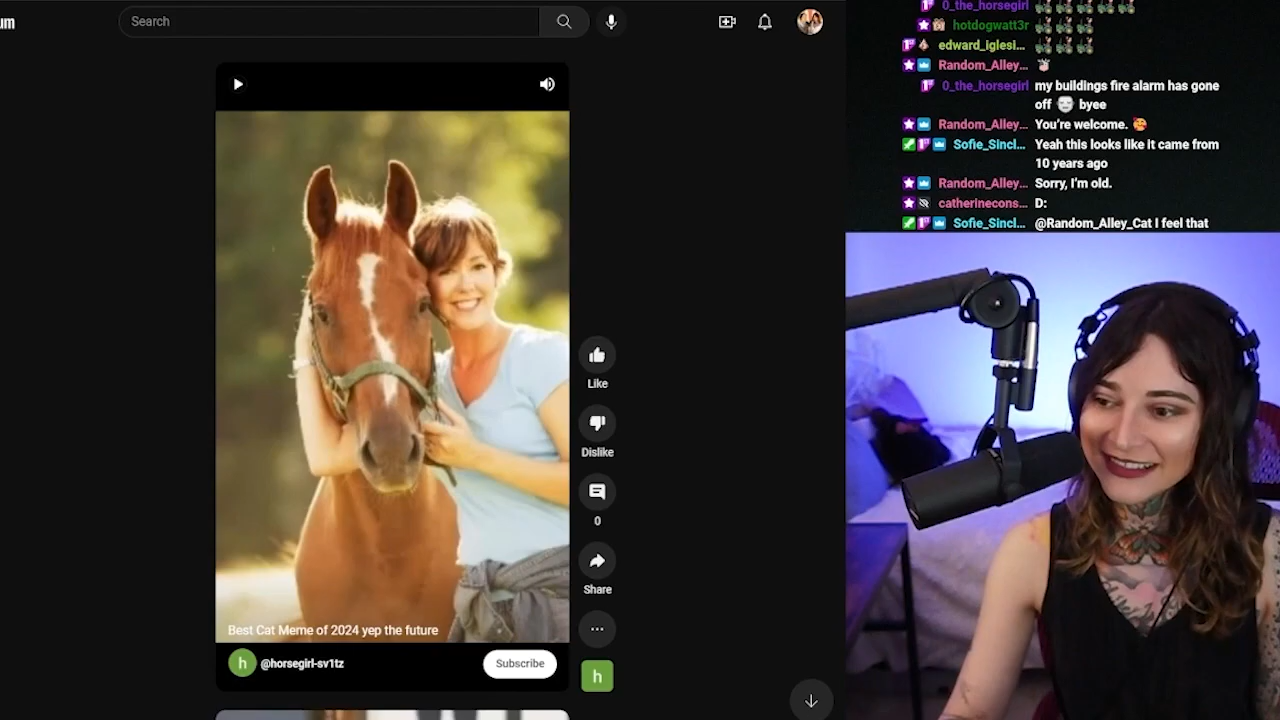 um
Search
0_the_horsegirl
hotdogwatt3r
edward_iglesi...
Random_Alley...
0_the_horsegirl my buildings fire alarm has gone
off byee
Random_Alley... You're welcome.
Sofie_Sincl... Yeah this looks like it came from
10 years ago
Random_Alley... Sorry, I'm old.
catherinecons... D:
Sofie_Sincl... @Random_Alley_Cat I feel that
Like
Dislike
0
Share
Best Cat Meme of 2024 yep the future
h @horsegirl-sv1tz Subscribe
h